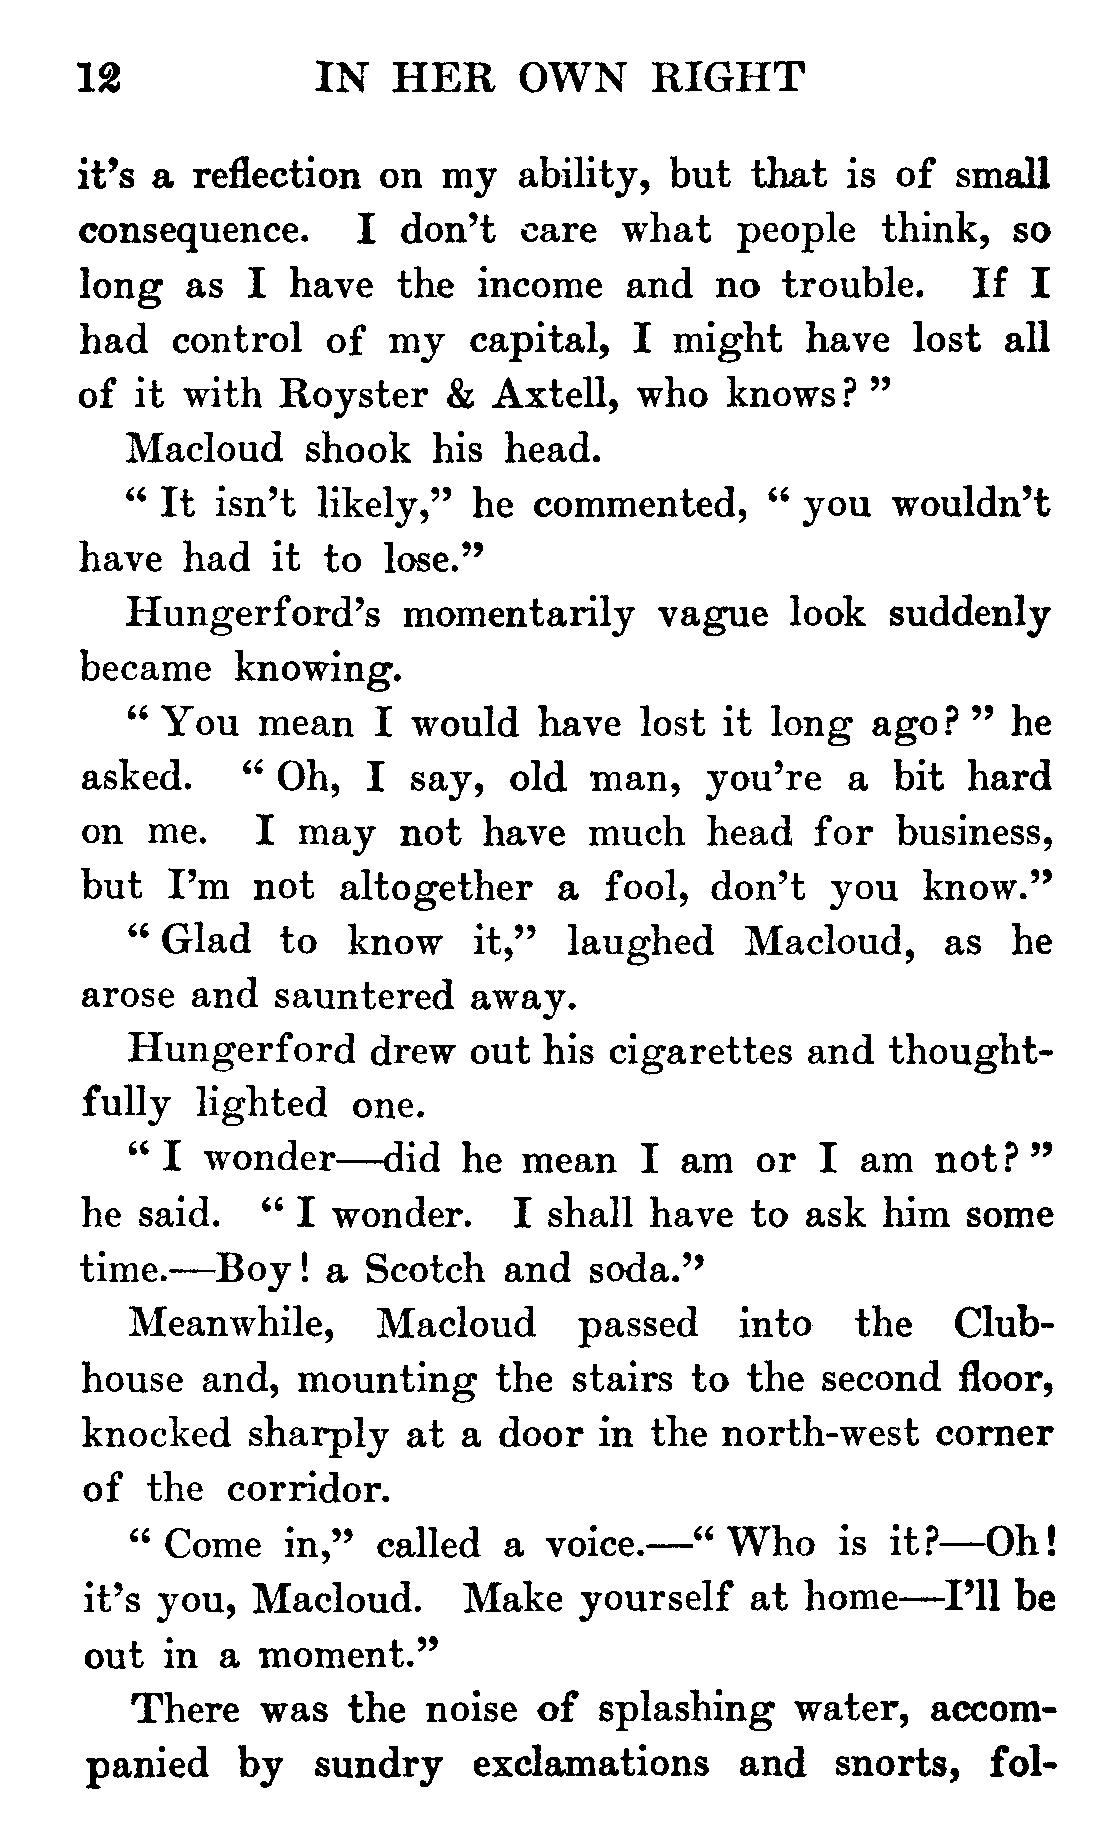 12 IN HER OWN RIGHT
it's a reflection on my ability, but that is of small
consequence. I don't care what people think, so
long as I have the income and no trouble. If I
had control of my capital, I might have lost all
of it with Royster & Axtell, who knows? ”
Macloud shook his head.
“ It isn't likely,” he commented, “ you wouldn't
have had it to lose.”
Hungerford's momentarily vague look suddenly
became knowing.
“ You mean I would have lost it long ago? ” he
asked. “ Oh, I say, old man, you're a bit hard
on me. I may not have much head for business,
but I'm not altogether a fool, don't you know.”
“ Glad to know it,” laughed Macloud, as he
arose and sauntered away.
Hungerford drew out his cigarettes and thought-
fully lighted one.
“ I wonder—did he mean I am or I am not? ”
he said. “ I wonder. I shall have to ask him some
time.—Boy! a Scotch and soda.”
Meanwhile, Macloud passed into the Club-
house and, mounting the stairs to the second floor,
knocked sharply at a door in the north-west corner
of the corridor.
“ Come in,” called a voice.—“ Who is it?—Oh!
it's you, Macloud. Make yourself at home—I'll be
out in a moment.”
There was the noise of splashing water, accom-
panied by sundry exclamations and snorts, fol-